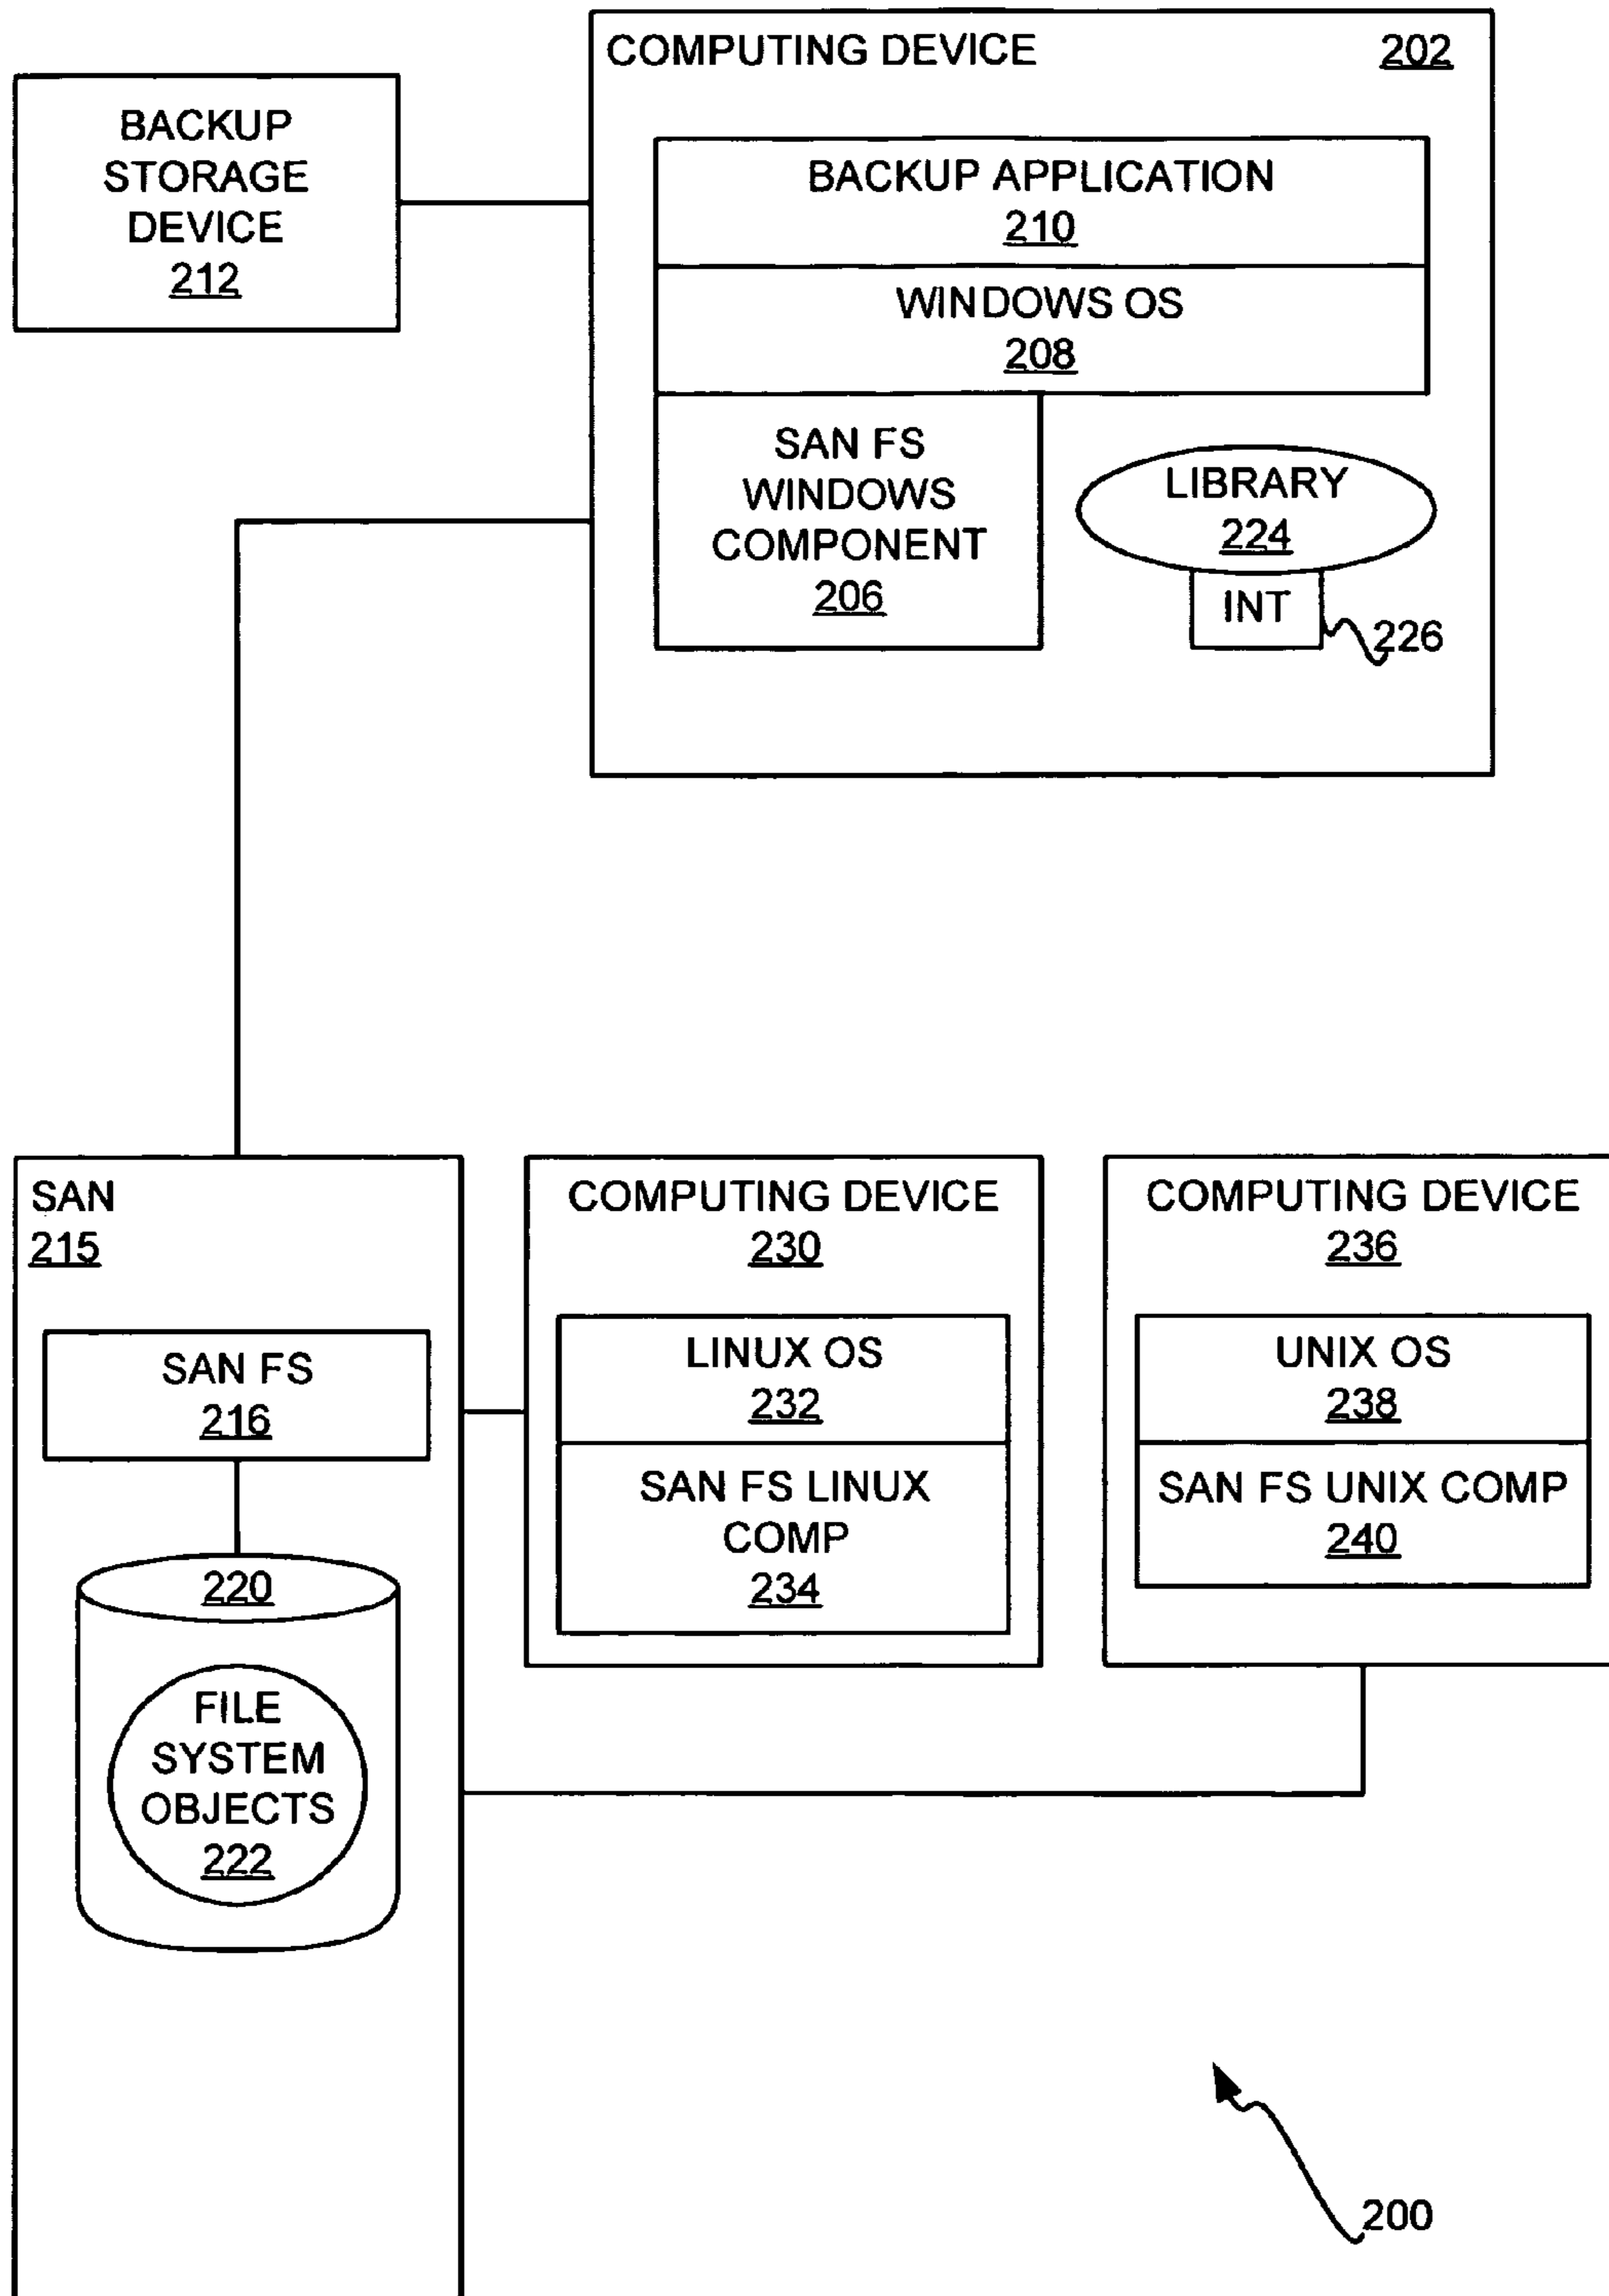 COMPUTING DEVICE 202
BACKUP
STORAGE
DEVICE
212
BACKUP APPLICATION
210
WINDOWS OS
208
SAN FS
WINDOWS
COMPONENT
206
LIBRARY
224
INT
226
SAN
215
SAN FS
216
220
FILE
SYSTEM
OBJECTS
222
COMPUTING DEVICE
230
LINUX OS
232
SAN FS LINUX
COMP
234
COMPUTING DEVICE
236
UNIX OS
238
SAN FS UNIX COMP
240
200